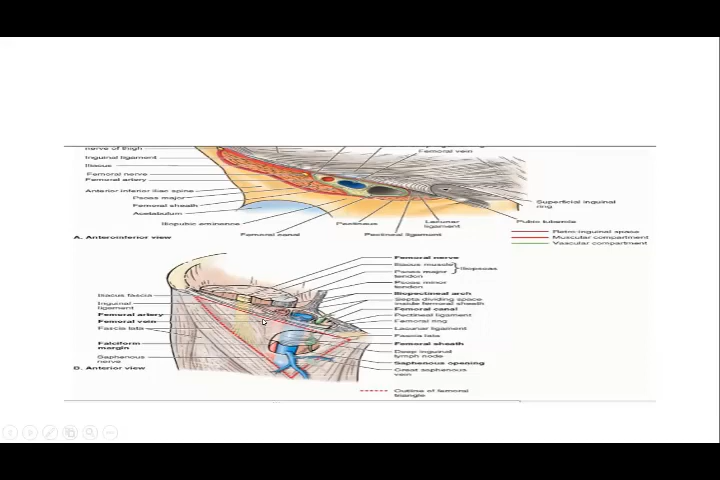 nerve of thigh
Femoral vein
Inguinal ligament
Iliacus
Femoral nerve
Femoral artery
Anterior inferior iliac spine
Psoas major
Femoral sheath
Acetabulum
Iliopubic eminence
Femoral canal
Pectineus
Pectineal ligament
Lacunar
ligament
Pubic tubercle
Superficial inguinal
ring
Retro-inguinal space
Muscular compartment
Vascular compartment
A. Anteroinferior view
Femoral nerve
Iliacus muscle
Psoas major
tendon
Iliopsoas
Psoas minor
tendon
Iliopectineal arch
Septa dividing space
inside femoral sheath
Femoral canal
Pectineal ligament
Femoral ring
Lacunar ligament
Fascia lata
Femoral sheath
Deep inguinal
lymph node
Saphenous opening
Great saphenous
vein
Iliacus fascia
Inguinal
ligament
Femoral artery
Femoral vein
Fascia lata
Falciform
margin
Saphenous
nerve
Anterior view
Outline of femoral
triangle